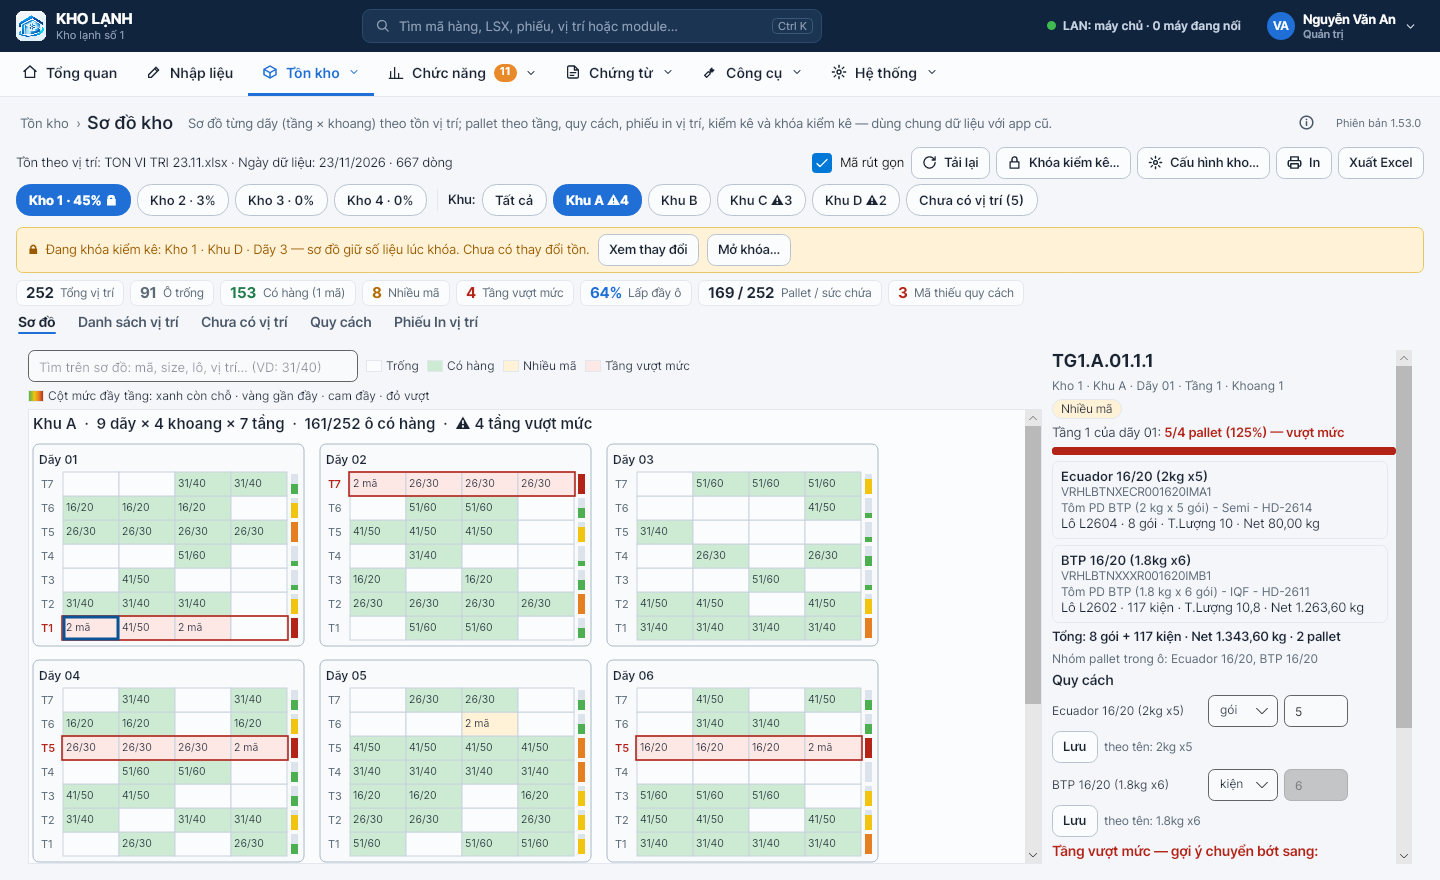 KHO LẠNH
Kho lạnh số 1
Tìm mã hàng, LSX, phiếu, vị trí hoặc module...
Ctrl K
LAN: máy chủ · 0 máy đang nối
VA
Nguyễn Văn An
Quản trị
Tổng quan
Nhập liệu
Tồn kho
Chức năng 11
Chứng từ
Công cụ
Hệ thống
Tồn kho › Sơ đồ kho
Sơ đồ từng dãy (tầng × khoang) theo tồn vị trí; pallet theo tầng, quy cách, phiếu in vị trí, kiểm kê và khóa kiểm kê — dùng chung dữ liệu với app cũ.
Phiên bản 1.53.0
Tồn theo vị trí: TON VI TRI 23.11.xlsx · Ngày dữ liệu: 23/11/2026 · 667 dòng
Mã rút gọn
Tải lại
Khóa kiểm kê...
Cấu hình kho...
In
Xuất Excel
Kho 1 · 45%
Kho 2 · 3%
Kho 3 · 0%
Kho 4 · 0%
Khu:
Tất cả
Khu A ⚠4
Khu B
Khu C ⚠3
Khu D ⚠2
Chưa có vị trí (5)
Đang khóa kiểm kê: Kho 1 · Khu D · Dãy 3 — sơ đồ giữ số liệu lúc khóa. Chưa có thay đổi tồn.
Xem thay đổi
Mở khóa...
252 Tổng vị trí
91 Ô trống
153 Có hàng (1 mã)
8 Nhiều mã
4 Tầng vượt mức
64% Lấp đầy ô
169 / 252 Pallet / sức chứa
3 Mã thiếu quy cách
Sơ đồ
Danh sách vị trí
Chưa có vị trí
Quy cách
Phiếu In vị trí
Tìm trên sơ đồ: mã, size, lô, vị trí... (VD: 31/40)
Trống
Có hàng
Nhiều mã
Tầng vượt mức
Cột mức đầy tầng: xanh còn chỗ · vàng gần đầy · cam đầy · đỏ vượt
Khu A · 9 dãy × 4 khoang × 7 tầng · 161/252 ô có hàng · ⚠ 4 tầng vượt mức
Dãy 01
T7 31/40 31/40
T6 16/20 16/20 16/20
T5 26/30 26/30 26/30 26/30
T4 51/60
T3 41/50
T2 31/40 31/40 31/40
T1 2 mã 41/50 2 mã
Dãy 02
T7 2 mã 26/30 26/30 26/30
T6 51/60 51/60
T5 41/50 41/50 41/50
T4 31/40
T3 16/20 16/20
T2 26/30 26/30 26/30 26/30
T1 51/60 51/60
Dãy 03
T7 51/60 51/60 51/60
T6 41/50
T5 31/40
T4 26/30 26/30
T3 51/60
T2 41/50 41/50 41/50
T1 31/40 31/40 31/40 31/40
Dãy 04
T7 31/40 31/40
T6 16/20 16/20 16/20
T5 26/30 26/30 26/30 2 mã
T4 51/60 51/60
T3 41/50 41/50
T2 31/40 31/40 31/40
T1 26/30 26/30
Dãy 05
T7 26/30 26/30
T6 2 mã
T5 41/50 41/50 41/50 41/50
T4 31/40 31/40 31/40 31/40
T3 16/20 16/20 16/20
T2 26/30 26/30 26/30
T1 51/60 51/60 51/60
Dãy 06
T7 41/50 41/50
T6 31/40 31/40
T5 16/20 16/20 16/20 2 mã
T4
T3 51/60 51/60 51/60
T2 41/50 41/50 41/50
T1 31/40 31/40 31/40 31/40
TG1.A.01.1.1
Kho 1 · Khu A · Dãy 01 · Tầng 1 · Khoang 1
Nhiều mã
Tầng 1 của dãy 01: 5/4 pallet (125%) — vượt mức
Ecuador 16/20 (2kg x5)
VRHLBTNXECR001620IMA1
Tôm PD BTP (2 kg x 5 gói) - Semi - HD-2614
Lô L2604 · 8 gói · T.Lượng 10 · Net 80,00 kg
BTP 16/20 (1.8kg x6)
VRHLBTNXXXR001620IMB1
Tôm PD BTP (1.8 kg x 6 gói) - IQF - HD-2611
Lô L2602 · 117 kiện · T.Lượng 10,8 · Net 1.263,60 kg
Tổng: 8 gói + 117 kiện · Net 1.343,60 kg · 2 pallet
Nhóm pallet trong ô: Ecuador 16/20, BTP 16/20
Quy cách
Ecuador 16/20 (2kg x5) gói 5
Lưu theo tên: 2kg x5
BTP 16/20 (1.8kg x6) kiện 6
Lưu theo tên: 1.8kg x6
Tầng vượt mức — gợi ý chuyển bớt sang: